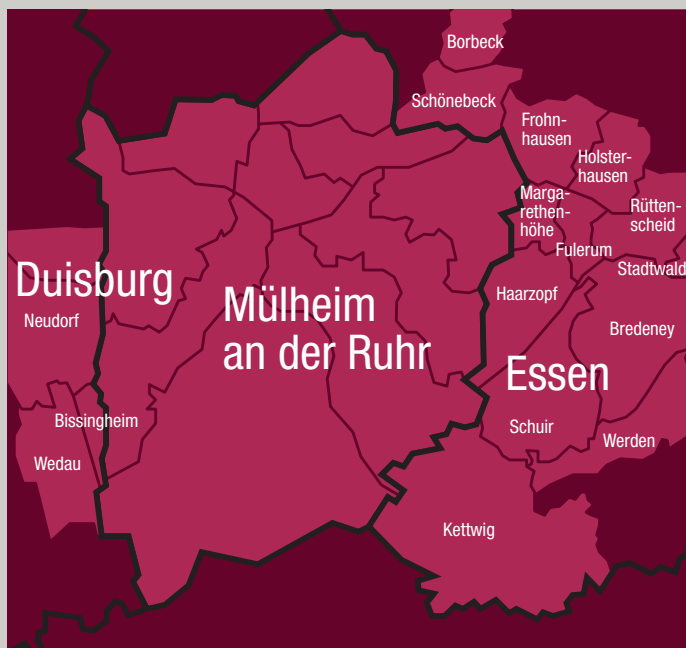 Borbeck
Schönebeck
Frohn-
hausen
Holster-
hausen
Marga-
rethen-
höhe
Rütten-
scheid
Fulerum
Stadtwald
Duisburg
Neudorf
Mülheim
an der Ruhr
Haarzopf
Bredeney
Essen
Bissingheim
Schuir
Werden
Wedau
Kettwig